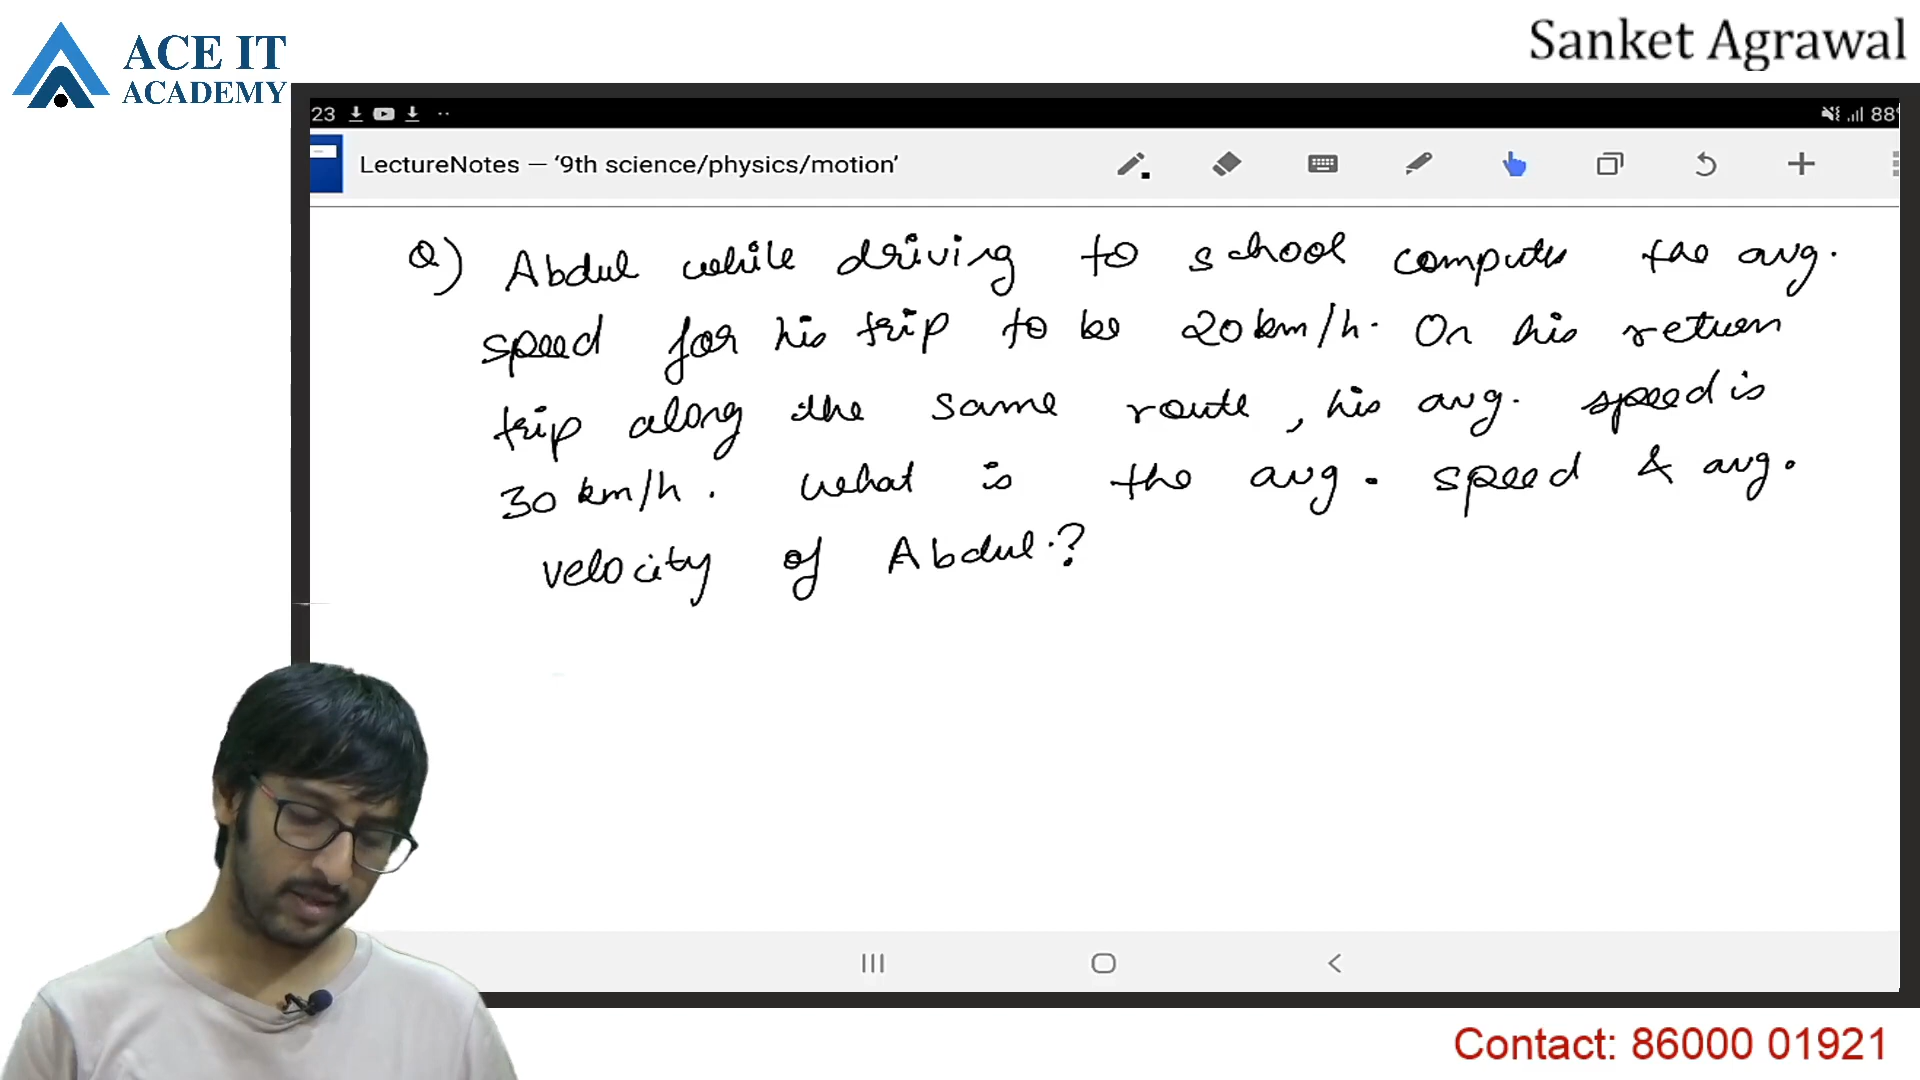 ACE IT
ACADEMY
Sanket Agrawal
23
88
LectureNotes — ‘9th science/physics/motion’
Q) Abdul while driving to school computes the avg.
speed for his trip to be 20 km/h. On his return
trip along the same route, his avg. speed is
30 km/h. What is the avg. speed & avg.
velocity of Abdul.?
Contact: 86000 01921